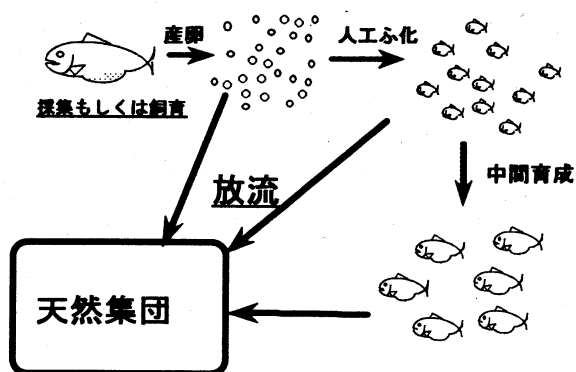 産卵
人工ふ化
採集もしくは飼育
中間育成
放流
天然集団